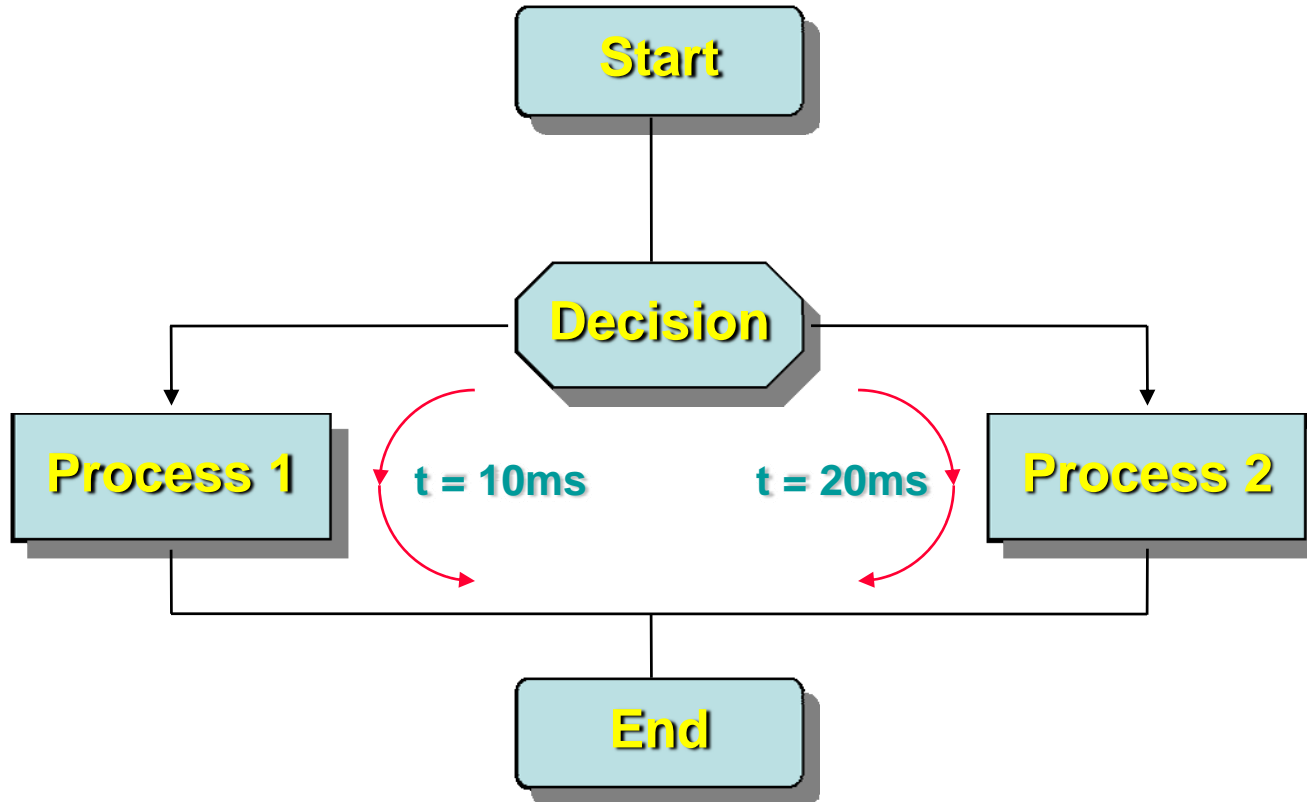 Start
Decision
Process 1
t = 10ms
t = 20ms
Process 2
End